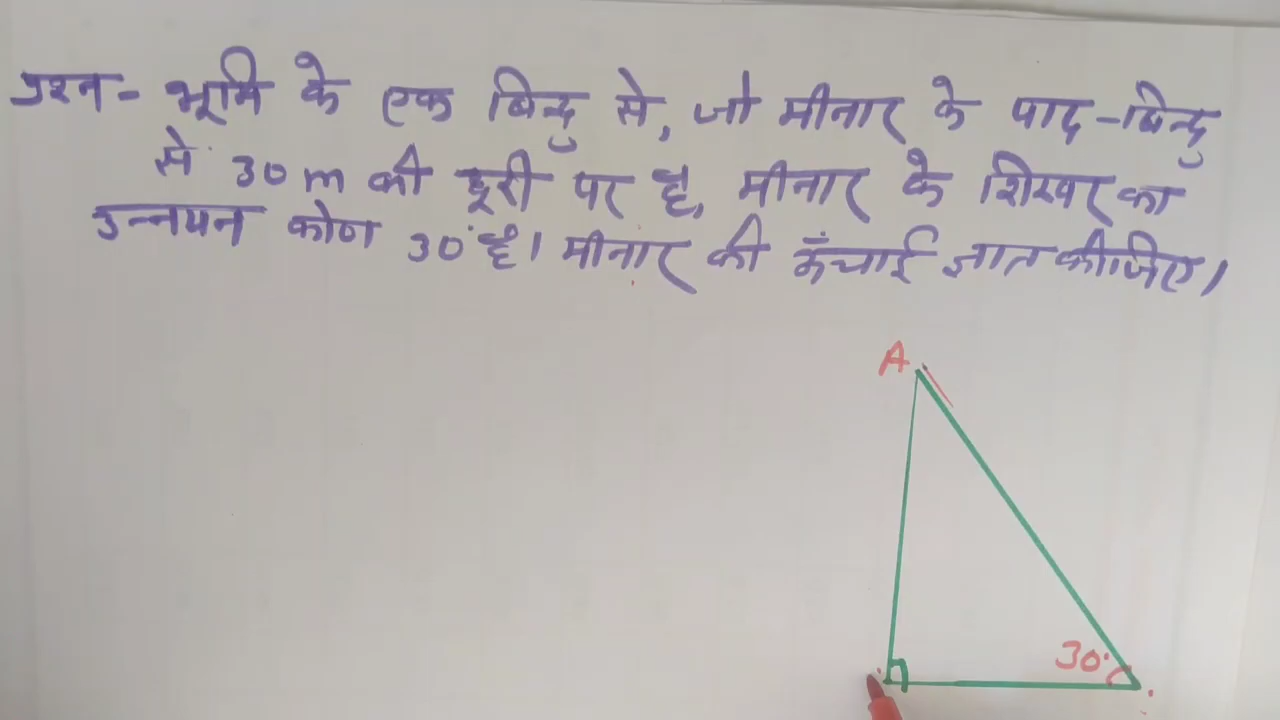 प्रश्न - भूमि के एक बिन्दु से, जो मीनार के पाद-बिन्दु
से 30 m की दूरी पर है, मीनार के शिखर का
उन्नयन कोण 30° है। मीनार की ऊँचाई ज्ञात कीजिए।
A
30°